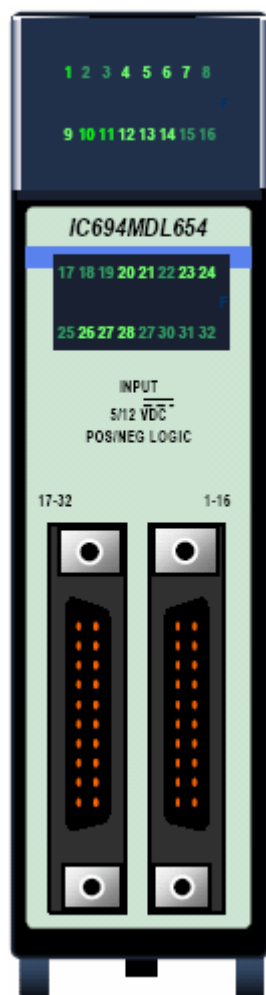 1 2 3 4 5 6 7 8
F
9 10 11 12 13 14 15 16
IC694MDL654
17 18 19 20 21 22 23 24
F
25 26 27 28 27 30 31 32
INPUT
5/12 VDC
POS/NEG LOGIC
17-32 1-16